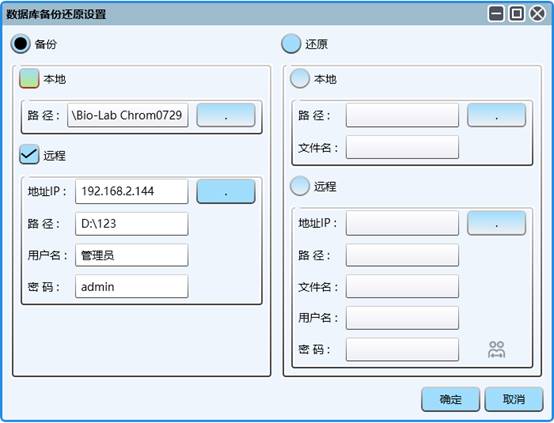 数据库备份还原设置
备份
本地
路 径： \Bio-Lab Chrom0729 .
远程
地址IP： 192.168.2.144 .
路 径： D:\123
用户名： 管理员
密 码： admin
还原
本地
路 径： .
文件名：
远程
地址IP： .
路 径：
文件名：
用户名：
密 码：
确定 取消